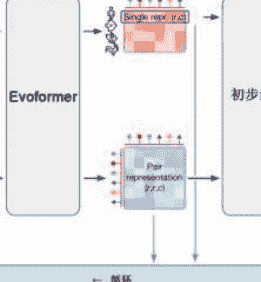 Single repr. (r,c)
Evoformer
初步
Pair
representation
(r,r,c)
← 循环